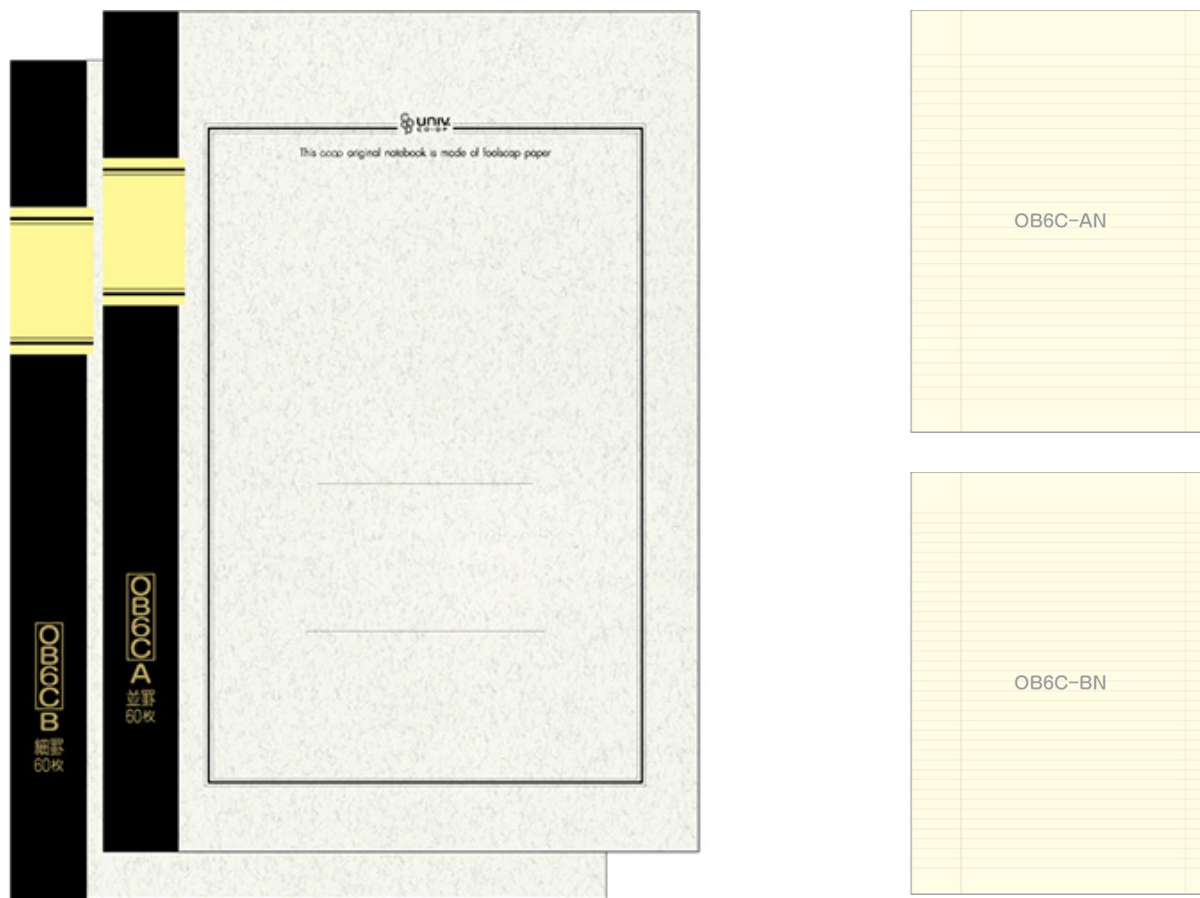 univ.
CO-OP
This coop original notebook is made of foolscap paper
OB6C
A
並罫
60枚
OB6C
B
細罫
60枚
OB6C-AN
OB6C-BN